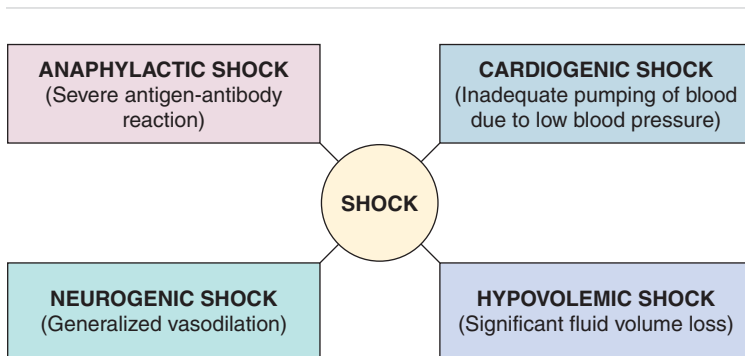 ANAPHYLACTIC SHOCK
(Severe antigen-antibody
reaction)
CARDIOGENIC SHOCK
(Inadequate pumping of blood
due to low blood pressure)
SHOCK
NEUROGENIC SHOCK
(Generalized vasodilation)
HYPOVOLEMIC SHOCK
(Significant fluid volume loss)